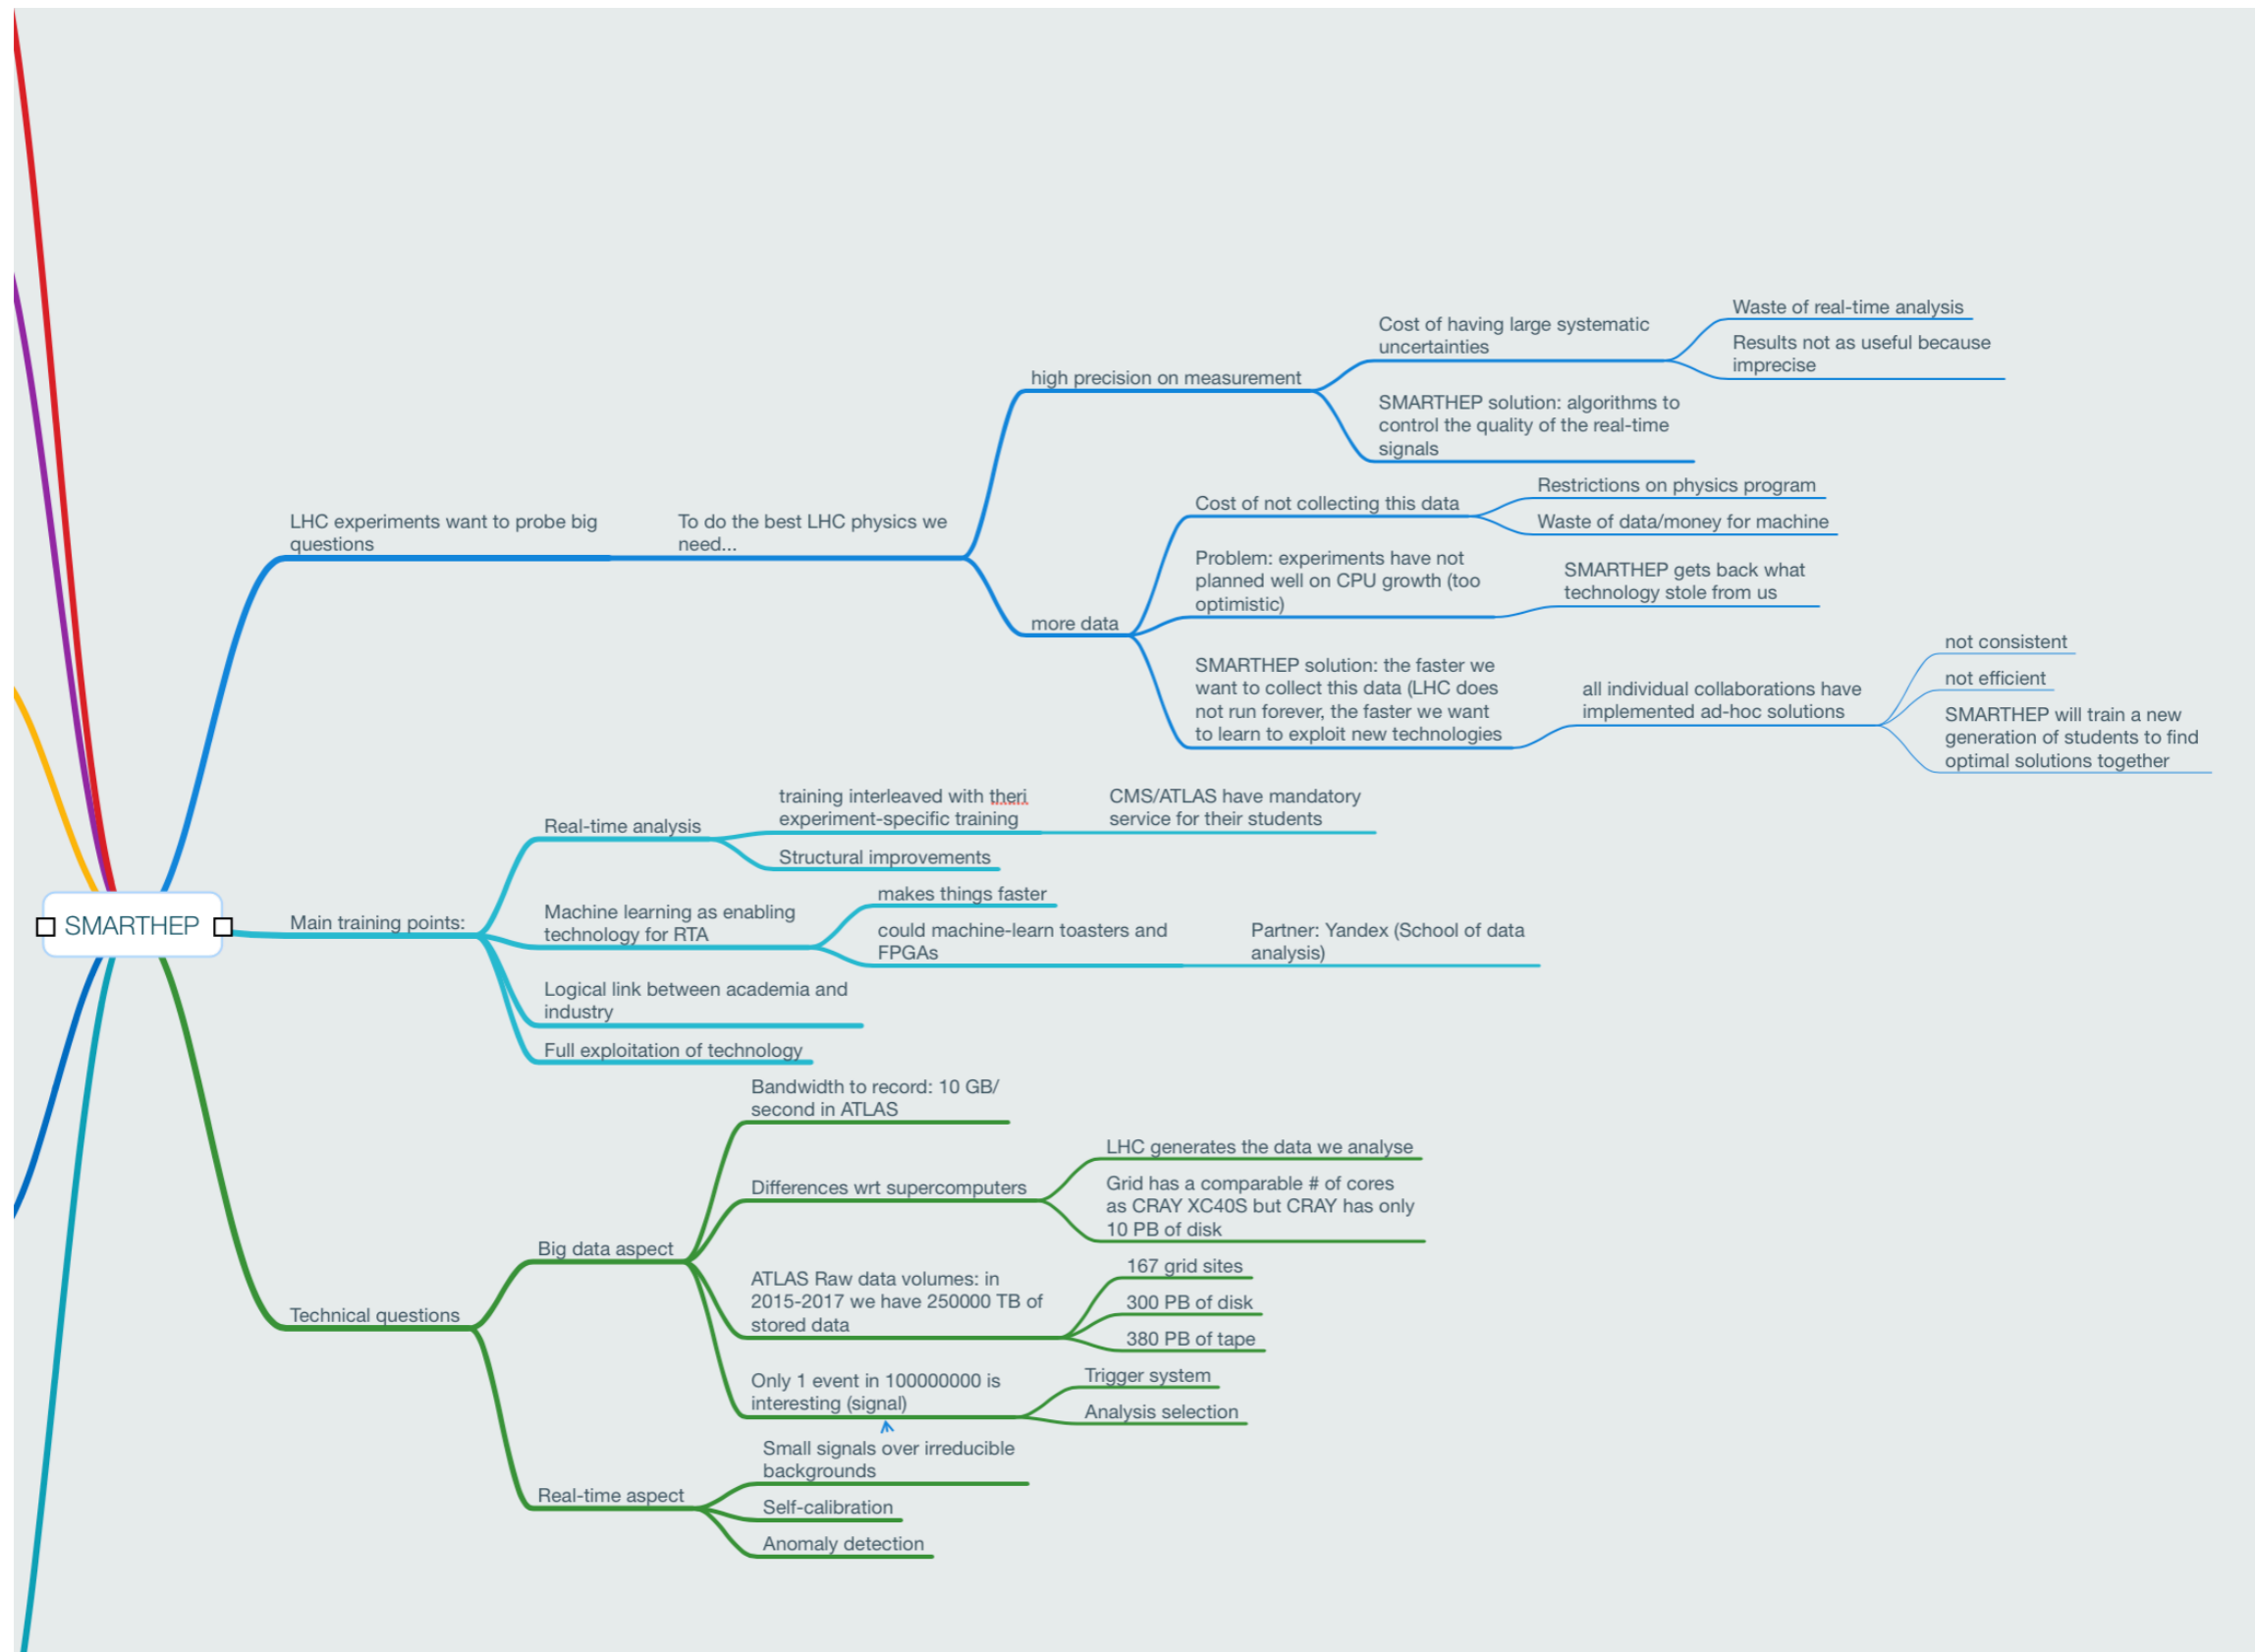 SMARTHEP
LHC experiments want to probe big
questions
To do the best LHC physics we
need...
high precision on measurement
Cost of having large systematic
uncertainties
Waste of real-time analysis
Results not as useful because
imprecise
SMARTHEP solution: algorithms to
control the quality of the real-time
signals
more data
Cost of not collecting this data
Restrictions on physics program
Waste of data/money for machine
Problem: experiments have not
planned well on CPU growth (too
optimistic)
SMARTHEP gets back what
technology stole from us
SMARTHEP solution: the faster we
want to collect this data (LHC does
not run forever, the faster we want
to learn to exploit new technologies
all individual collaborations have
implemented ad-hoc solutions
not consistent
not efficient
SMARTHEP will train a new
generation of students to find
optimal solutions together
Main training points:
Real-time analysis
training interleaved with theri
experiment-specific training
CMS/ATLAS have mandatory
service for their students
Structural improvements
Machine learning as enabling
technology for RTA
makes things faster
could machine-learn toasters and
FPGAs
Partner: Yandex (School of data
analysis)
Logical link between academia and
industry
Full exploitation of technology
Technical questions
Big data aspect
Bandwidth to record: 10 GB/
second in ATLAS
Differences wrt supercomputers
LHC generates the data we analyse
Grid has a comparable # of cores
as CRAY XC40S but CRAY has only
10 PB of disk
ATLAS Raw data volumes: in
2015-2017 we have 250000 TB of
stored data
167 grid sites
300 PB of disk
380 PB of tape
Only 1 event in 100000000 is
interesting (signal)
Trigger system
Analysis selection
Real-time aspect
Small signals over irreducible
backgrounds
Self-calibration
Anomaly detection